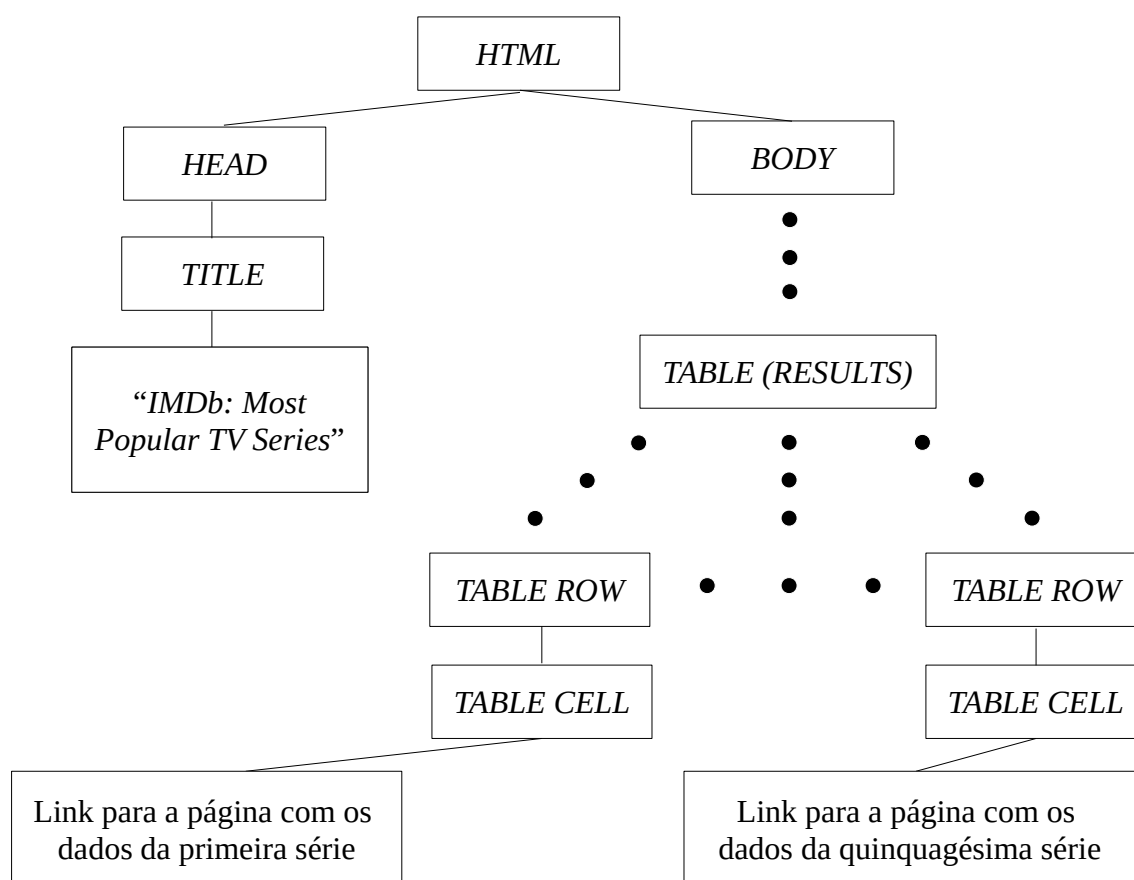 HTML
HEAD
BODY
TITLE
“IMDb: Most
Popular TV Series”
TABLE (RESULTS)
TABLE ROW
TABLE ROW
TABLE CELL
TABLE CELL
Link para a página com os
dados da primeira série
Link para a página com os
dados da quinquagésima série